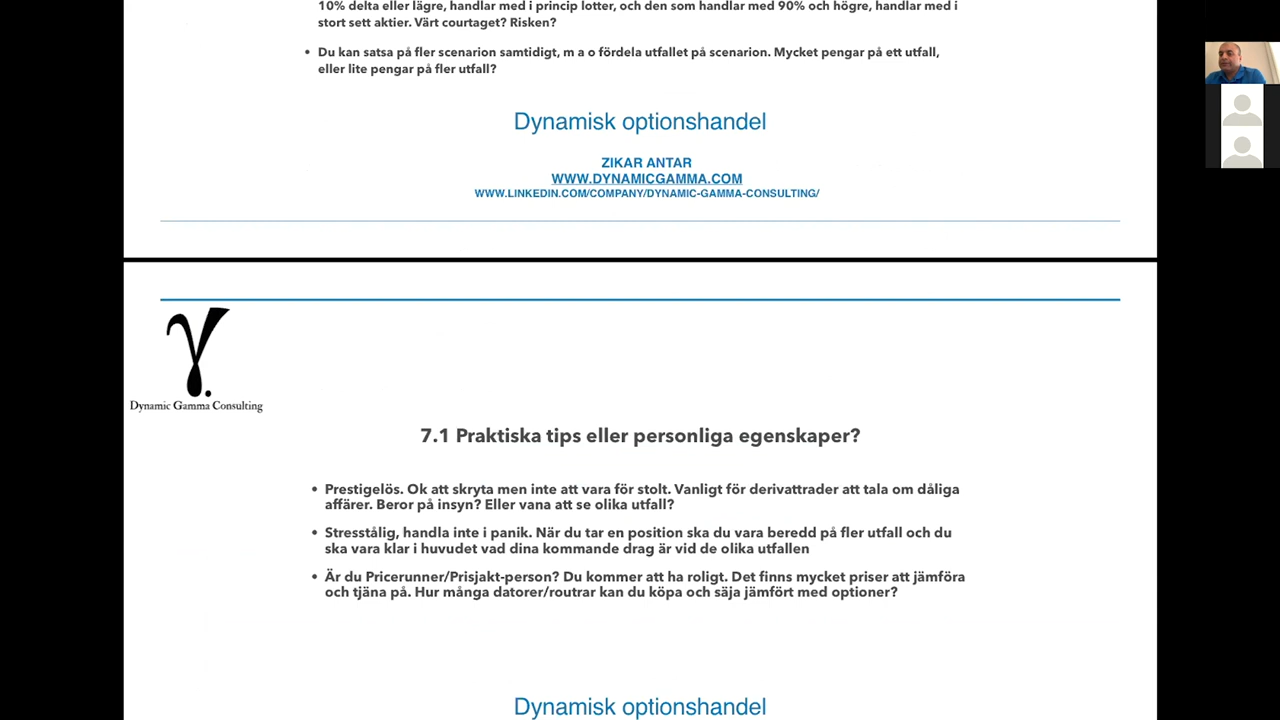 10% delta eller lägre, handlar med i princip lotter, och den som handlar med 90% och högre, handlar med i
stort sett aktier. Värt courtaget? Risken?
• Du kan satsa på fler scenarion samtidigt, m a o fördela utfallet på scenarion. Mycket pengar på ett utfall,
eller lite pengar på fler utfall?
Dynamisk optionshandel
ZIKAR ANTAR
WWW.DYNAMICGAMMA.COM
WWW.LINKEDIN.COM/COMPANY/DYNAMIC-GAMMA-CONSULTING/
γ.
Dynamic Gamma Consulting
7.1 Praktiska tips eller personliga egenskaper?
• Prestigelös. Ok att skryta men inte att vara för stolt. Vanligt för derivattrader att tala om dåliga
affärer. Beror på insyn? Eller vana att se olika utfall?
• Stresstålig, handla inte i panik. När du tar en position ska du vara beredd på fler utfall och du
ska vara klar i huvudet vad dina kommande drag är vid de olika utfallen
• Är du Pricerunner/Prisjakt-person? Du kommer att ha roligt. Det finns mycket priser att jämföra
och tjäna på. Hur många datorer/routrar kan du köpa och säja jämfört med optioner?
Dynamisk optionshandel